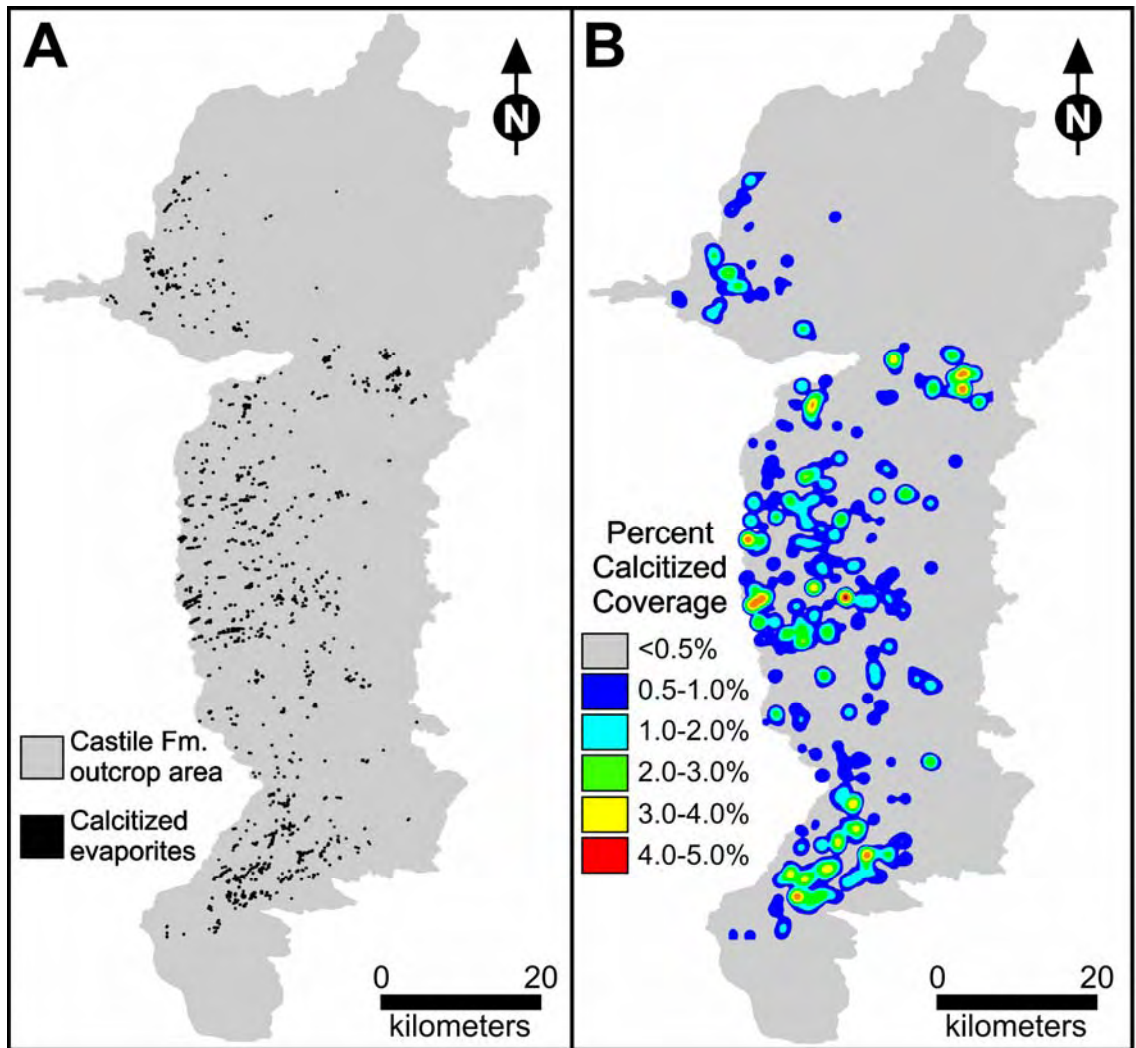 A
N
Castile Fm.
outcrop area
Calcitized
evaporites
0 20
kilometers
B
N
Percent
Calcitized
Coverage
<0.5%
0.5-1.0%
1.0-2.0%
2.0-3.0%
3.0-4.0%
4.0-5.0%
0 20
kilometers